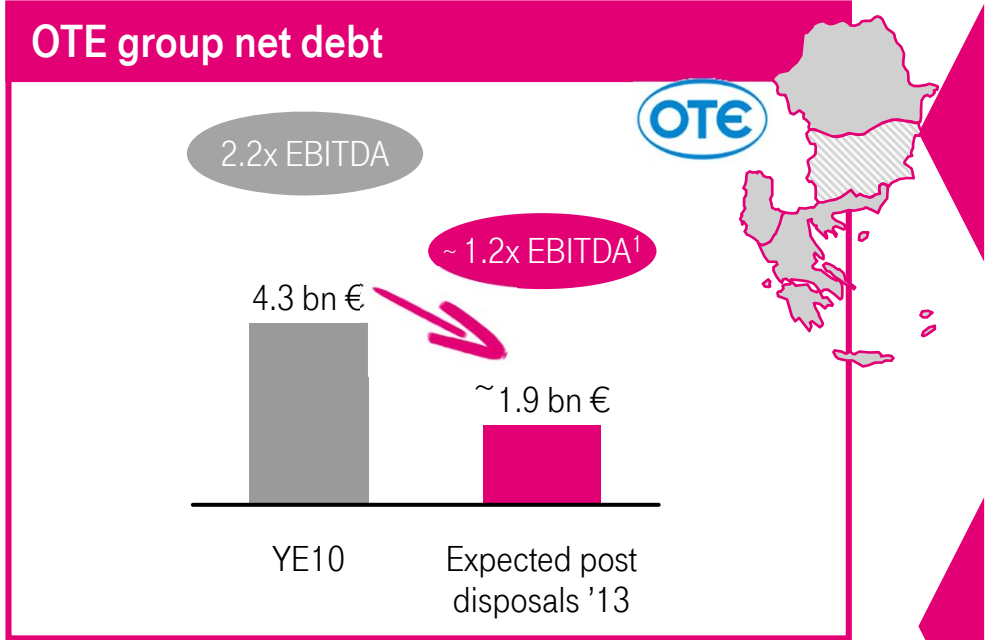 OTE group net debt
OTE
2.2x EBITDA
~ 1.2x EBITDA¹
4.3 bn €
~1.9 bn €
YE10
Expected post
disposals ’13